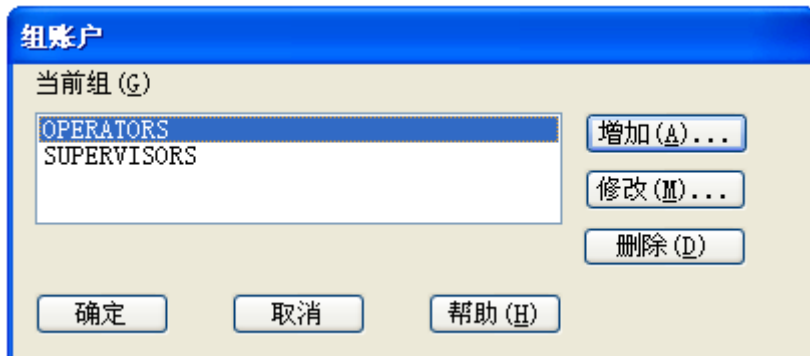 组账户
当前组(G)
OPERATORS
SUPERVISORS
增加(A)...
修改(M)...
删除(D)
确定
取消
帮助(H)